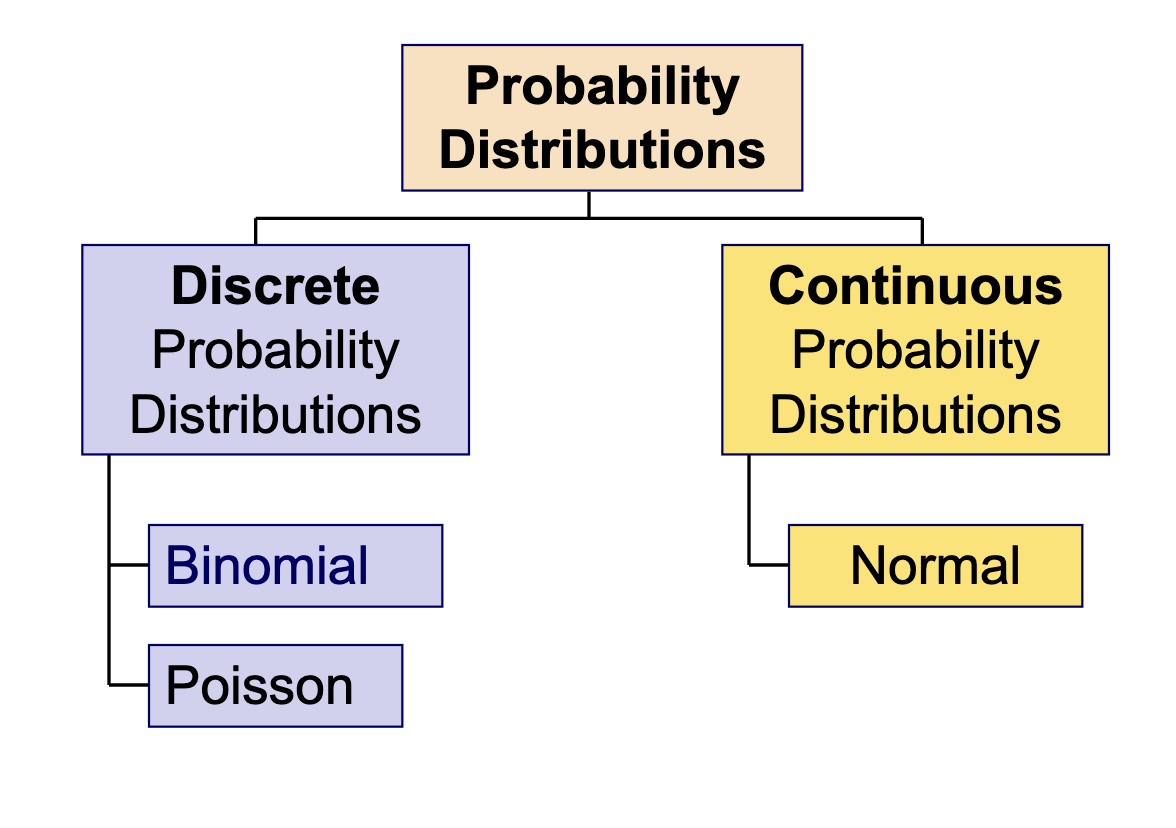 Probability
Distributions
Discrete
Probability
Distributions
Continuous
Probability
Distributions
Binomial
Normal
Poisson